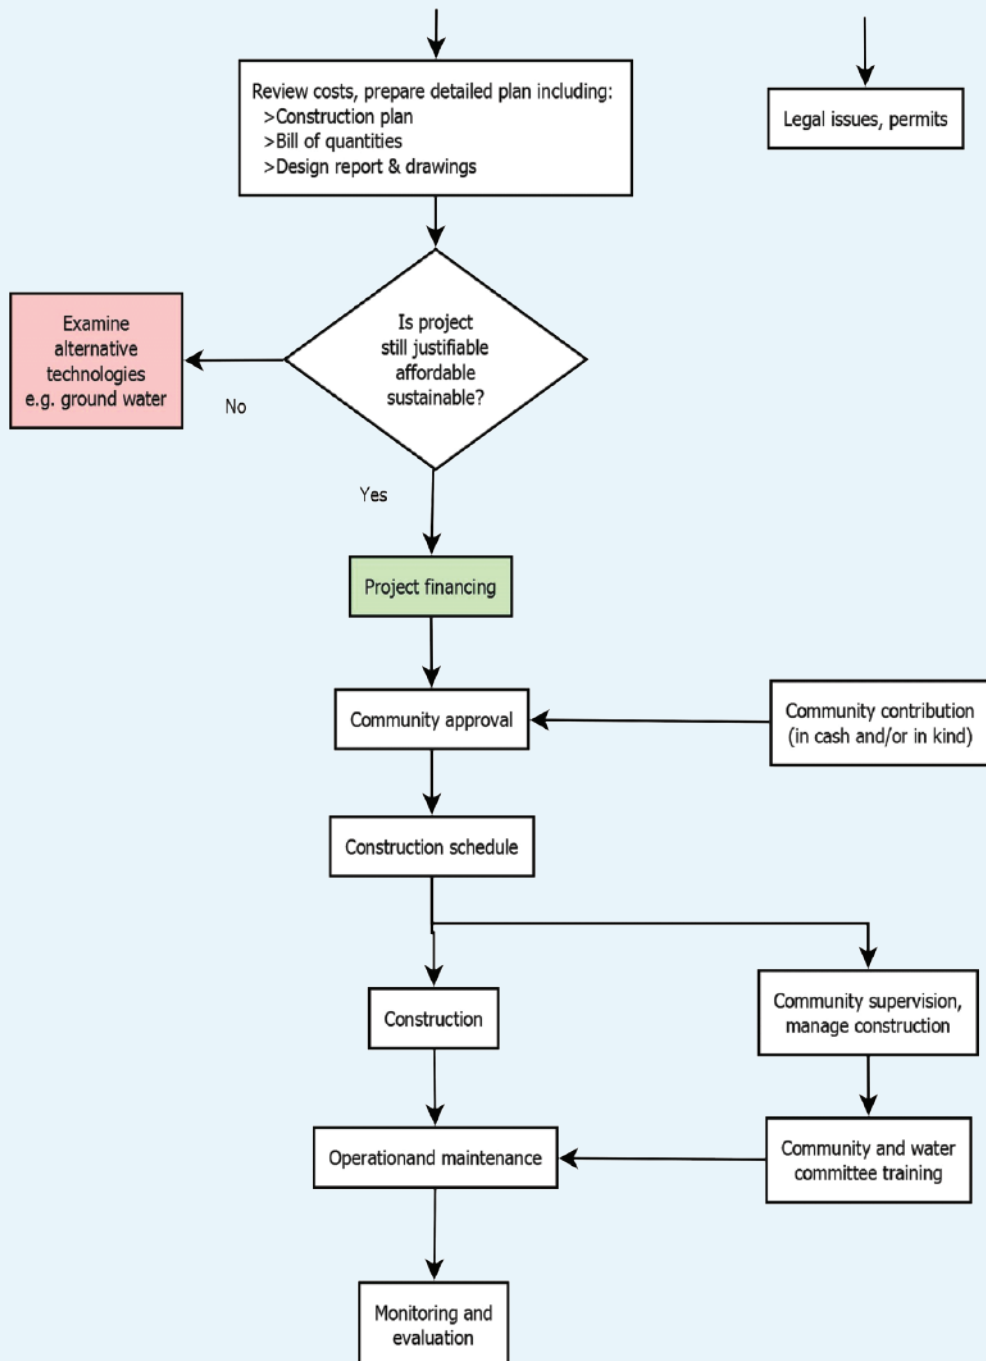 Review costs, prepare detailed plan including:
>Construction plan
>Bill of quantities
>Design report & drawings
Legal issues, permits
Is project
still justifiable
affordable
sustainable?
Examine
alternative
technologies
e.g. ground water
No
Yes
Project financing
Community approval
Community contribution
(in cash and/or in kind)
Construction schedule
Construction
Community supervision,
manage construction
Operationand maintenance
Community and water
committee training
Monitoring and
evaluation